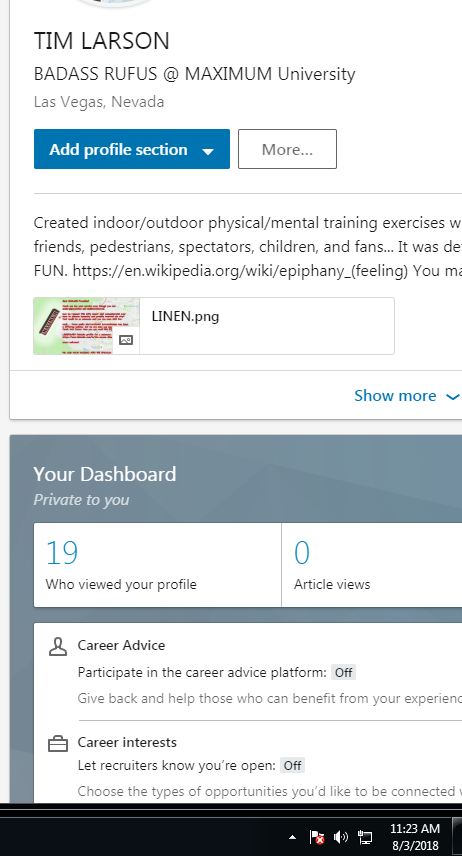 TIM LARSON
BADASS RUFUS @ MAXIMUM University
Las Vegas, Nevada
Add profile section
More...
Created indoor/outdoor physical/mental training exercises w
friends, pedestrians, spectators, children, and fans... It was de
FUN. https://en.wikipedia.org/wiki/epiphany_(feeling) You ma
LINEN.png
Show more
Your Dashboard
Private to you
19
Who viewed your profile
0
Article views
Career Advice
Participate in the career advice platform: Off
Give back and help those who can benefit from your experienc
Career interests
Let recruiters know you're open: Off
Choose the types of opportunities you'd like to be connected w
11:23 AM
8/3/2018